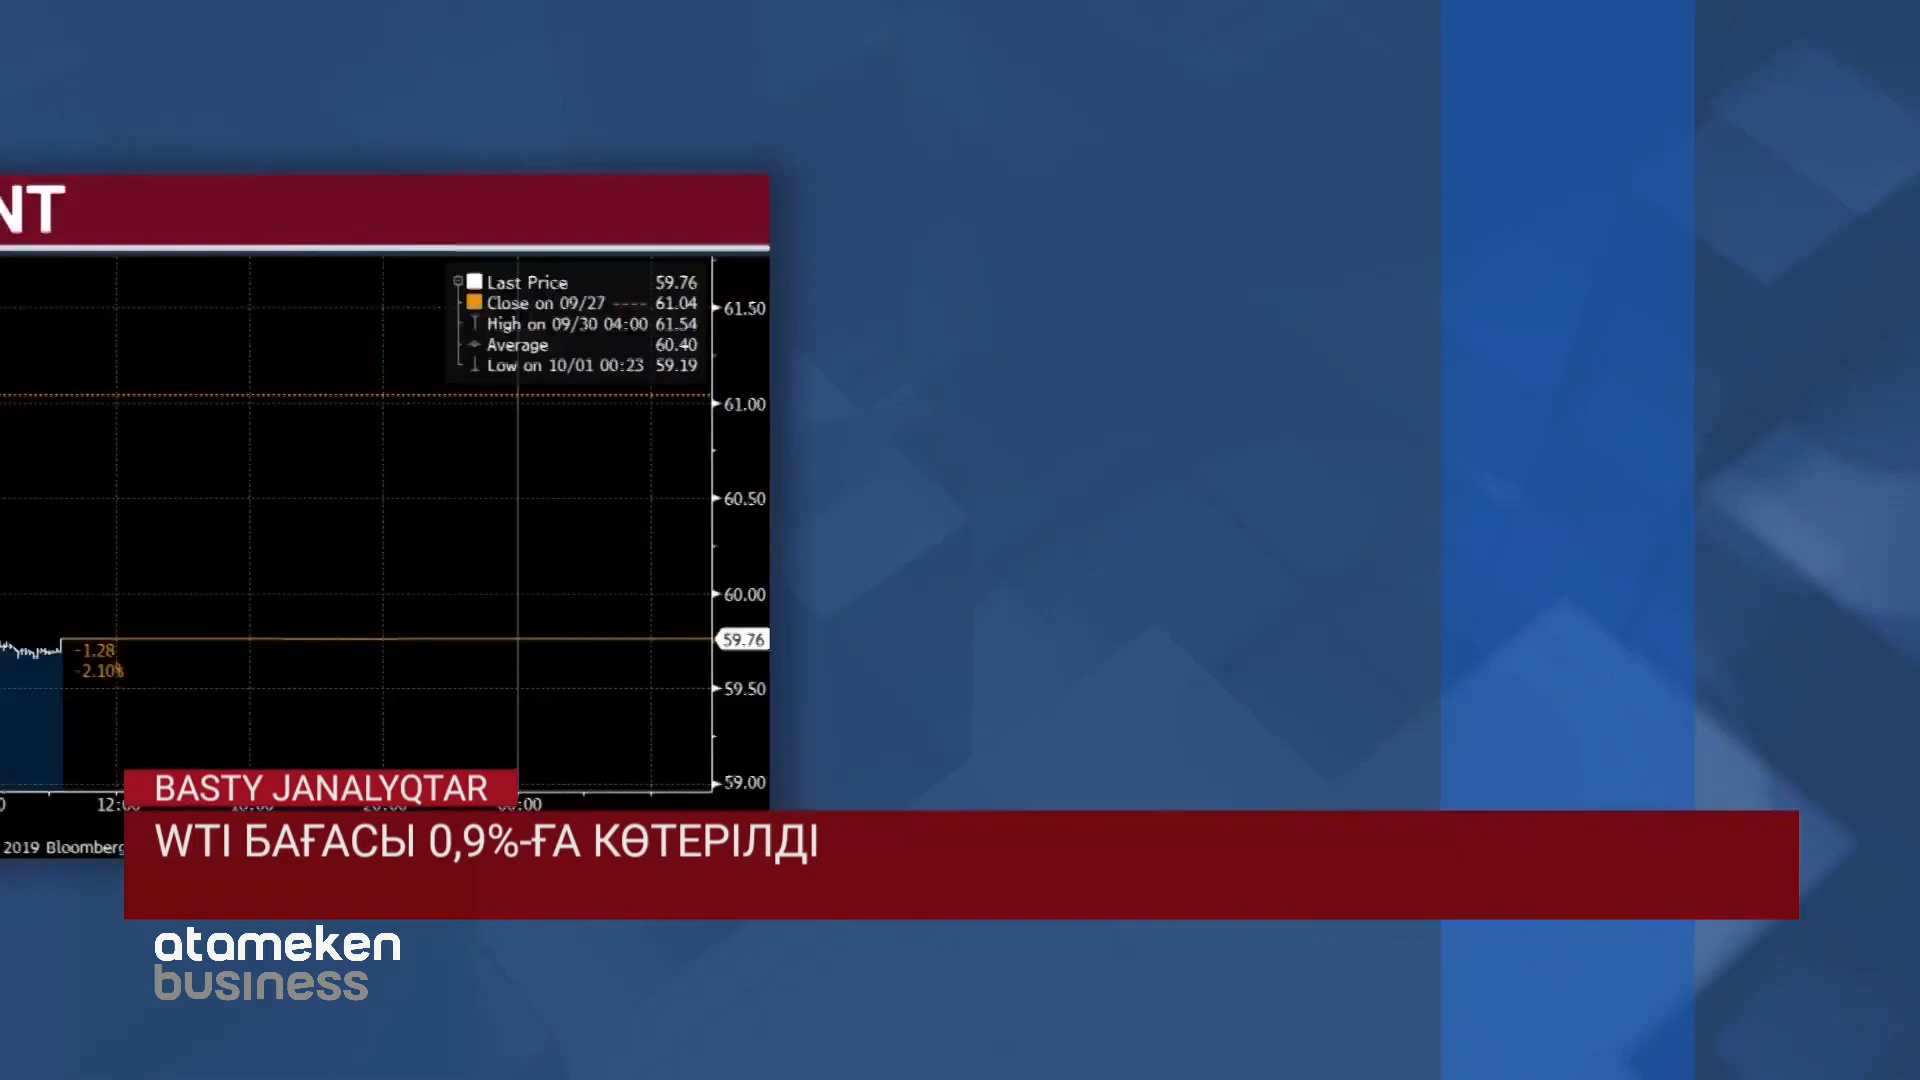 NT
Last Price 59.76
Close on 09/27 ---- 61.04
High on 09/30 04:00 61.54
Average 60.40
Low on 10/01 00:23 59.19
61.50
61.00
60.50
60.00
59.76
59.50
59.00
-1.28
-2.10%
BASTY JANALYQTAR
2019 Bloomberg
WTI БАҒАСЫ 0,9%-ҒА КӨТЕРІЛДІ
atameken
business